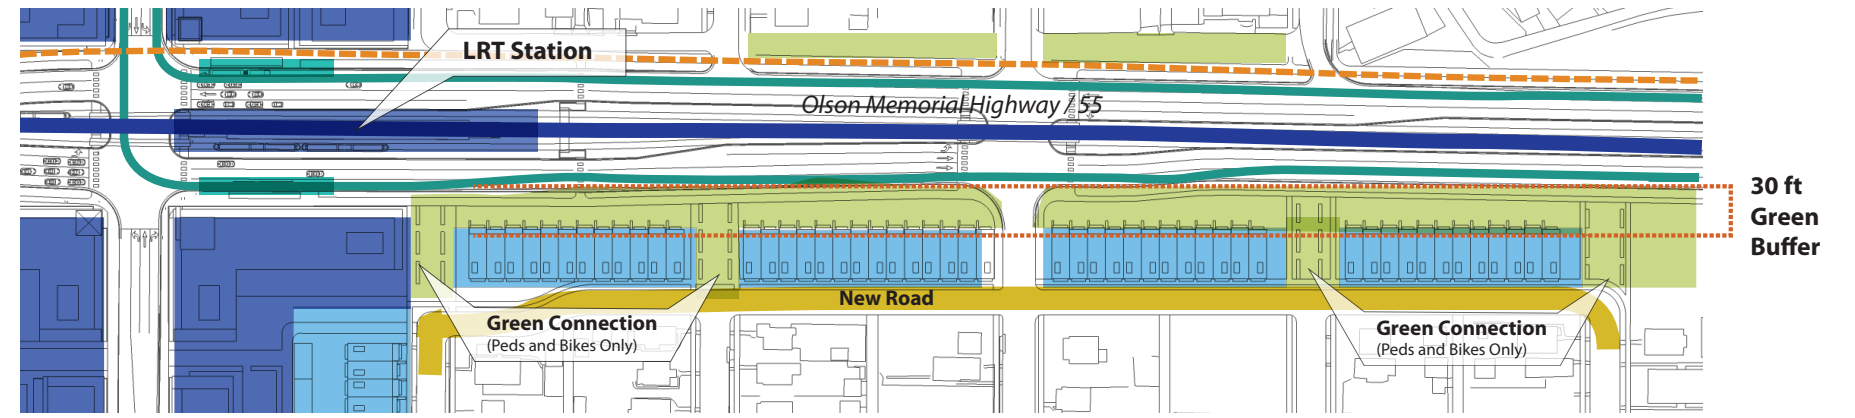 LRT Station
Olson Memorial Highway / 55
30 ft
Green
Buffer
New Road
Green Connection
(Peds and Bikes Only)
Green Connection
(Peds and Bikes Only)